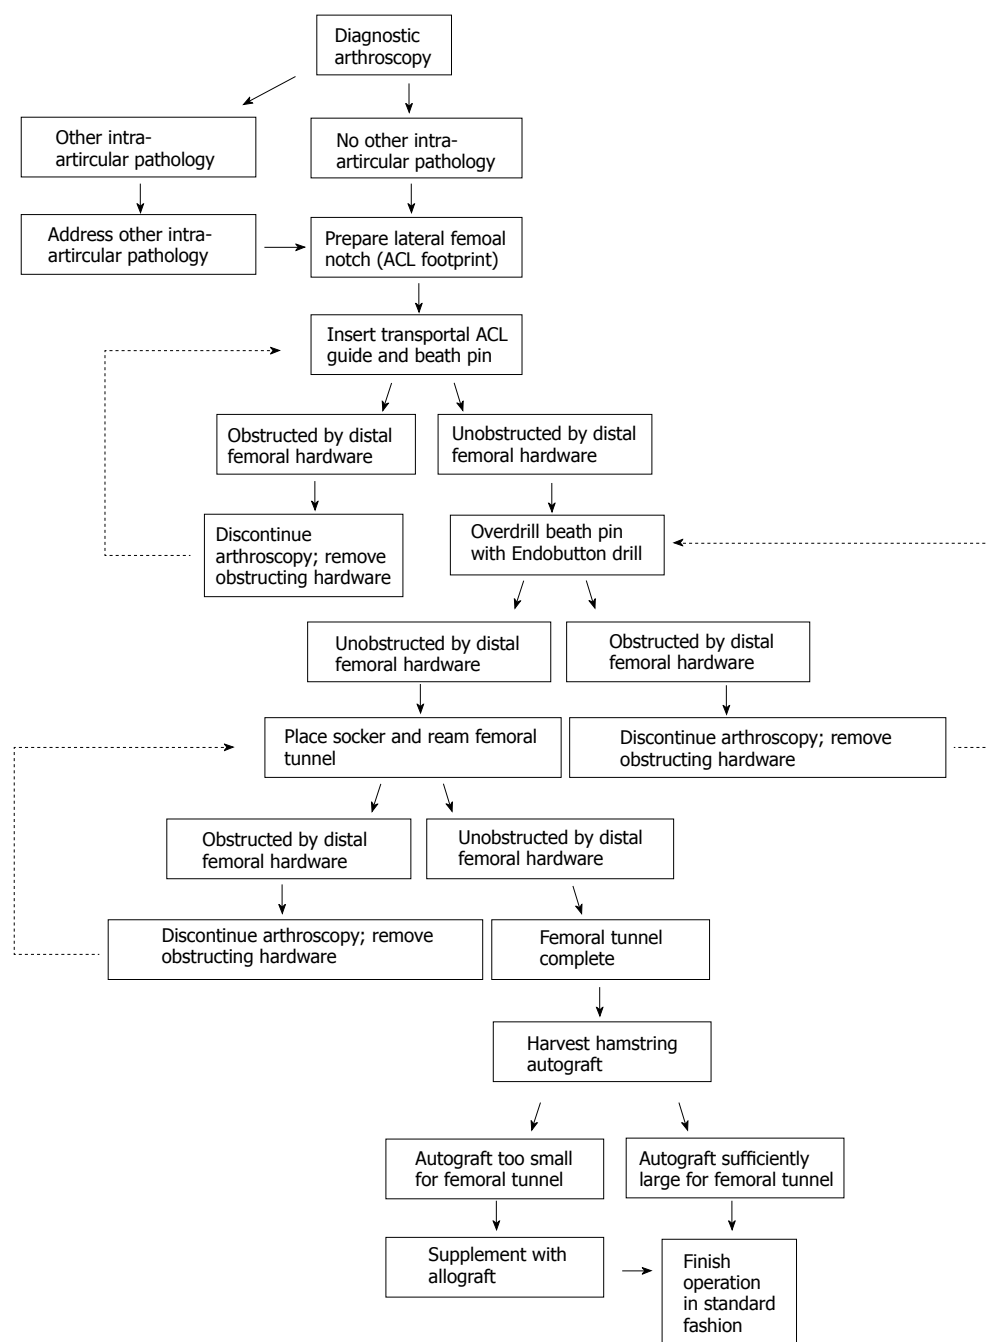 Diagnostic
arthroscopy
Other intra-
artircular pathology
No other intra-
artircular pathology
Address other intra-
artircular pathology
Prepare lateral femoal
notch (ACL footprint)
Insert transportal ACL
guide and beath pin
Obstructed by distal
femoral hardware
Unobstructed by distal
femoral hardware
Discontinue
arthroscopy; remove
obstructing hardware
Overdrill beath pin
with Endobutton drill
Unobstructed by distal
femoral hardware
Obstructed by distal
femoral hardware
Place socker and ream femoral
tunnel
Discontinue arthroscopy; remove
obstructing hardware
Obstructed by distal
femoral hardware
Unobstructed by distal
femoral hardware
Discontinue arthroscopy; remove
obstructing hardware
Femoral tunnel
complete
Harvest hamstring
autograft
Autograft too small
for femoral tunnel
Autograft sufficiently
large for femoral tunnel
Supplement with
allograft
Finish
operation
in standard
fashion